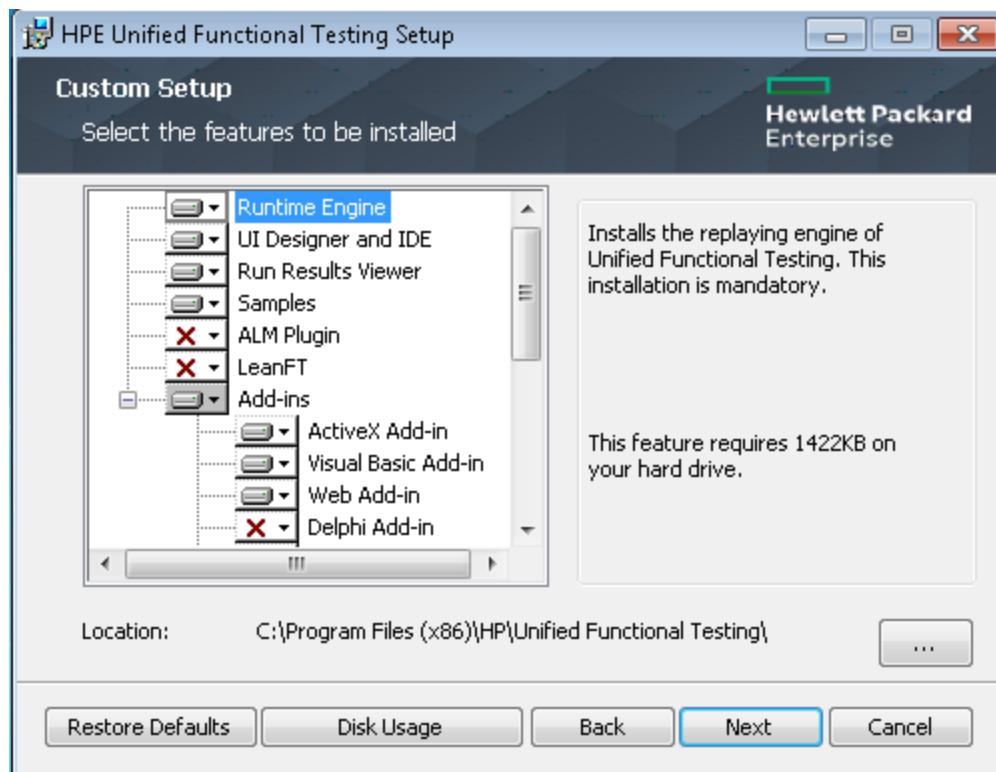 HPE Unified Functional Testing Setup
Custom Setup
Select the features to be installed
Hewlett Packard
Enterprise
Runtime Engine
UI Designer and IDE
Run Results Viewer
Samples
ALM Plugin
LeanFT
Add-ins
ActiveX Add-in
Visual Basic Add-in
Web Add-in
Delphi Add-in
Installs the replaying engine of
Unified Functional Testing. This
installation is mandatory.
This feature requires 1422KB on
your hard drive.
Location: C:\Program Files (x86)\HP\Unified Functional Testing\
...
Restore Defaults Disk Usage Back Next Cancel